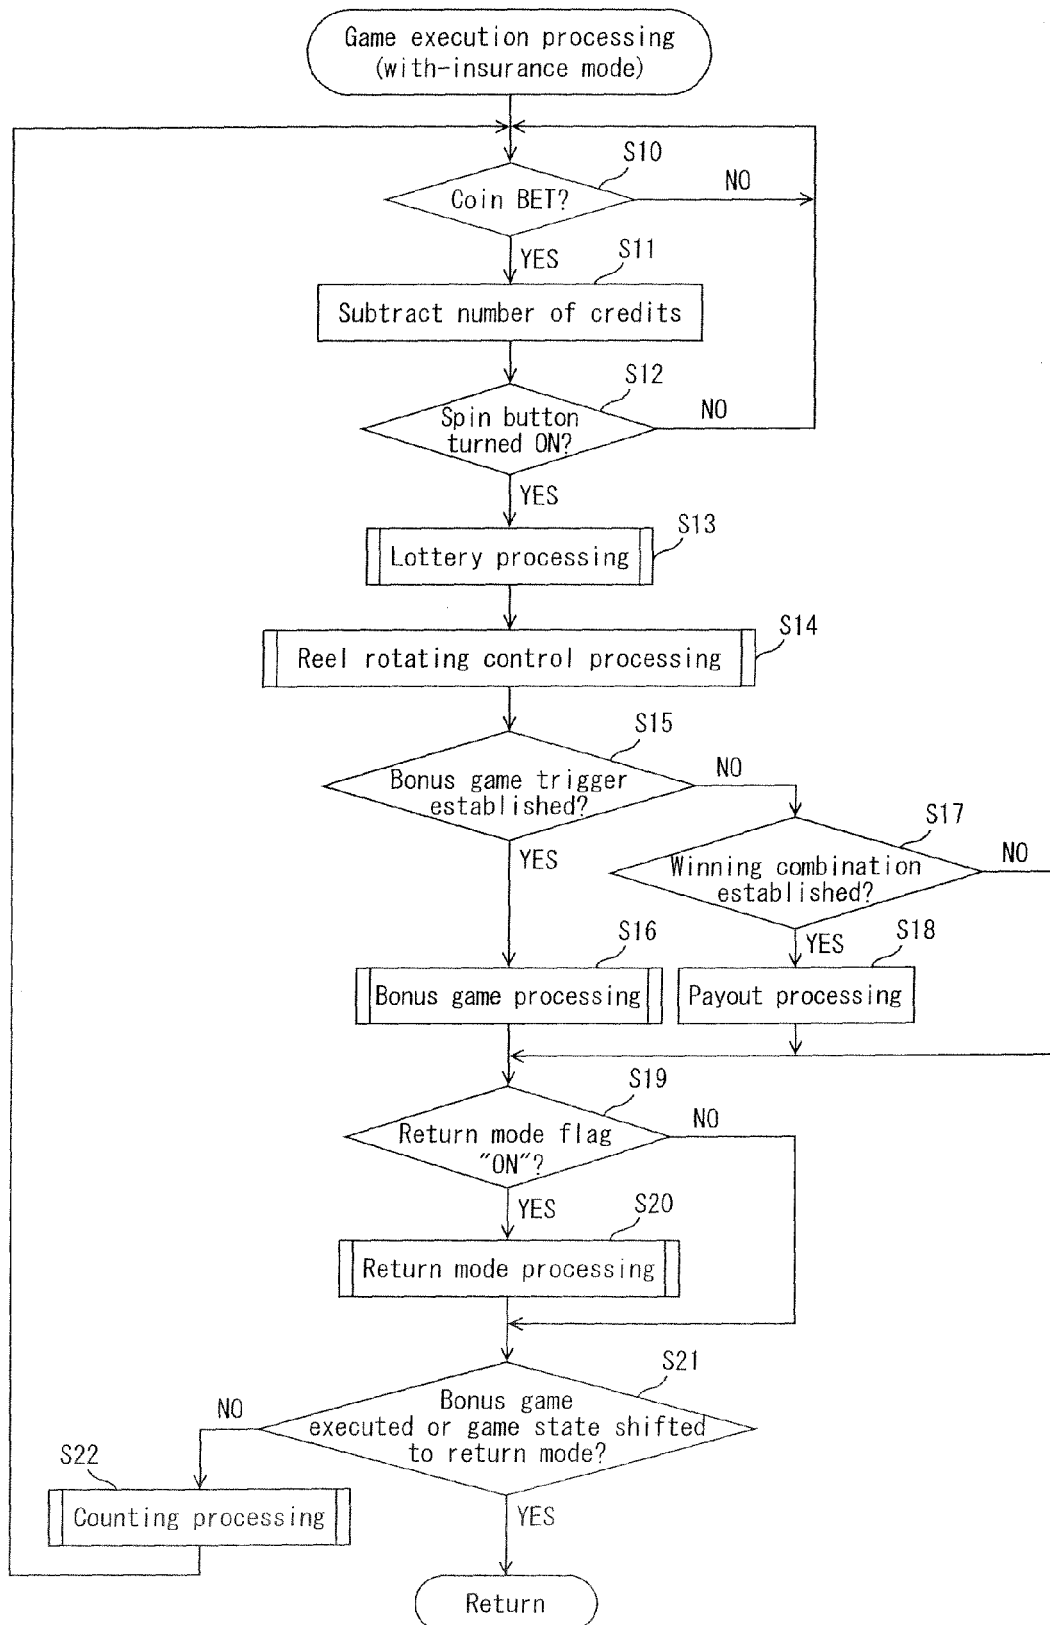 Game execution processing
(with-insurance mode)
S10
Coin BET?
NO
YES
S11
Subtract number of credits
S12
Spin button
turned ON?
NO
YES
S13
Lottery processing
S14
Reel rotating control processing
S15
Bonus game trigger
established?
NO
YES
S17
Winning combination
established?
NO
YES
S16
Bonus game processing
S18
Payout processing
S19
Return mode flag
"ON"?
NO
YES
S20
Return mode processing
S21
Bonus game
executed or game state shifted
to return mode?
NO
YES
S22
Counting processing
Return